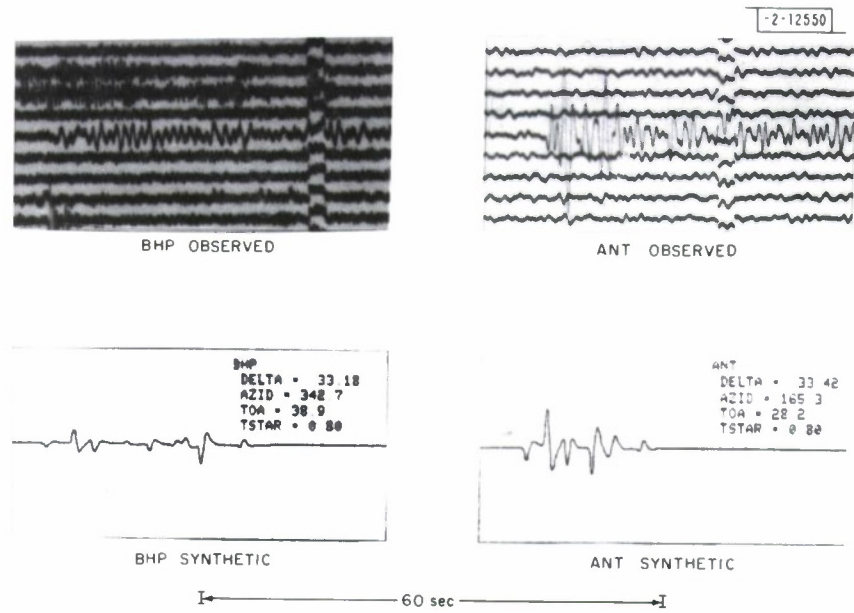 -2-12550
BHP OBSERVED
ANT OBSERVED
BHP
DELTA = 33.18
AZID = 342.7
TOA = 38.9
TSTAR = 0.80
ANT
DELTA = 33.42
AZID = 165.3
TOA = 28.2
TSTAR = 0.80
BHP SYNTHETIC
ANT SYNTHETIC
60 sec